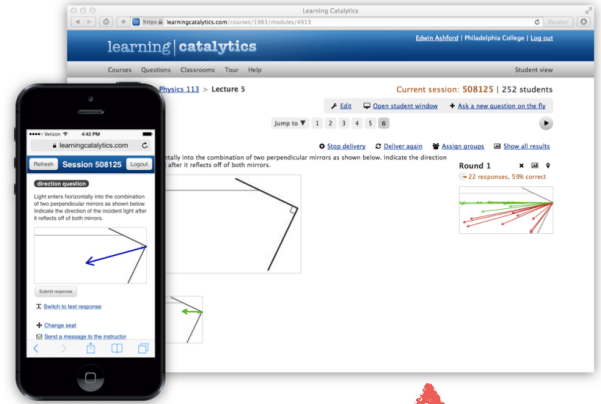 Learning Catalytics
https learningcatalytics.com/courses/1983/modules/4913
Reader
learning | catalytics
Edwin Ashford | Philadelphia College | Log out
Courses Questions Classrooms Tour Help
Student view
Physics 113 > Lecture 5
Current session: 508125 | 252 students
Edit Open student window + Ask a new question on the fly
Jump to ▼ 1 2 3 4 5 6
Stop delivery Deliver again Assign groups Show all results
ntally into the combination of two perpendicular mirrors as shown below. Indicate the direction
after it reflects off of both mirrors.
Round 1
22 responses, 59% correct
Verizon 4:42 PM
learningcatalytics.com
Refresh Session 508125 Logout
direction question
Light enters horizontally into the combination
of two perpendicular mirrors as shown below.
Indicate the direction of the incident light after
it reflects off of both mirrors.
Submit response
Switch to text response
Change seat
Send a message to the instructor